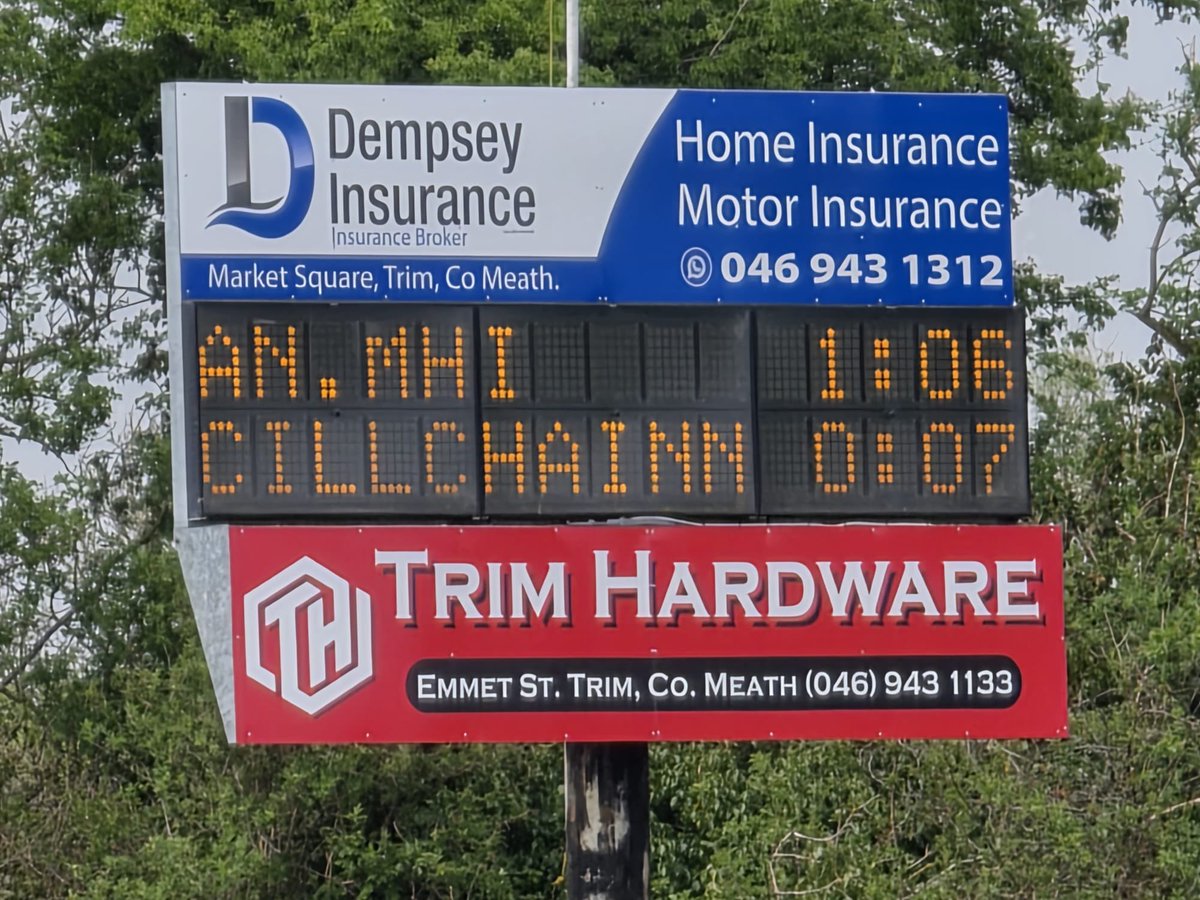 Dempsey
Insurance
Insurance Broker
Market Square, Trim, Co Meath.
Home Insurance
Motor Insurance
046 943 1312
AN.MHI 1:06
CILLCHAINN 0:07
TH
TRIM HARDWARE
EMMET ST. TRIM, CO. MEATH (046) 943 1133